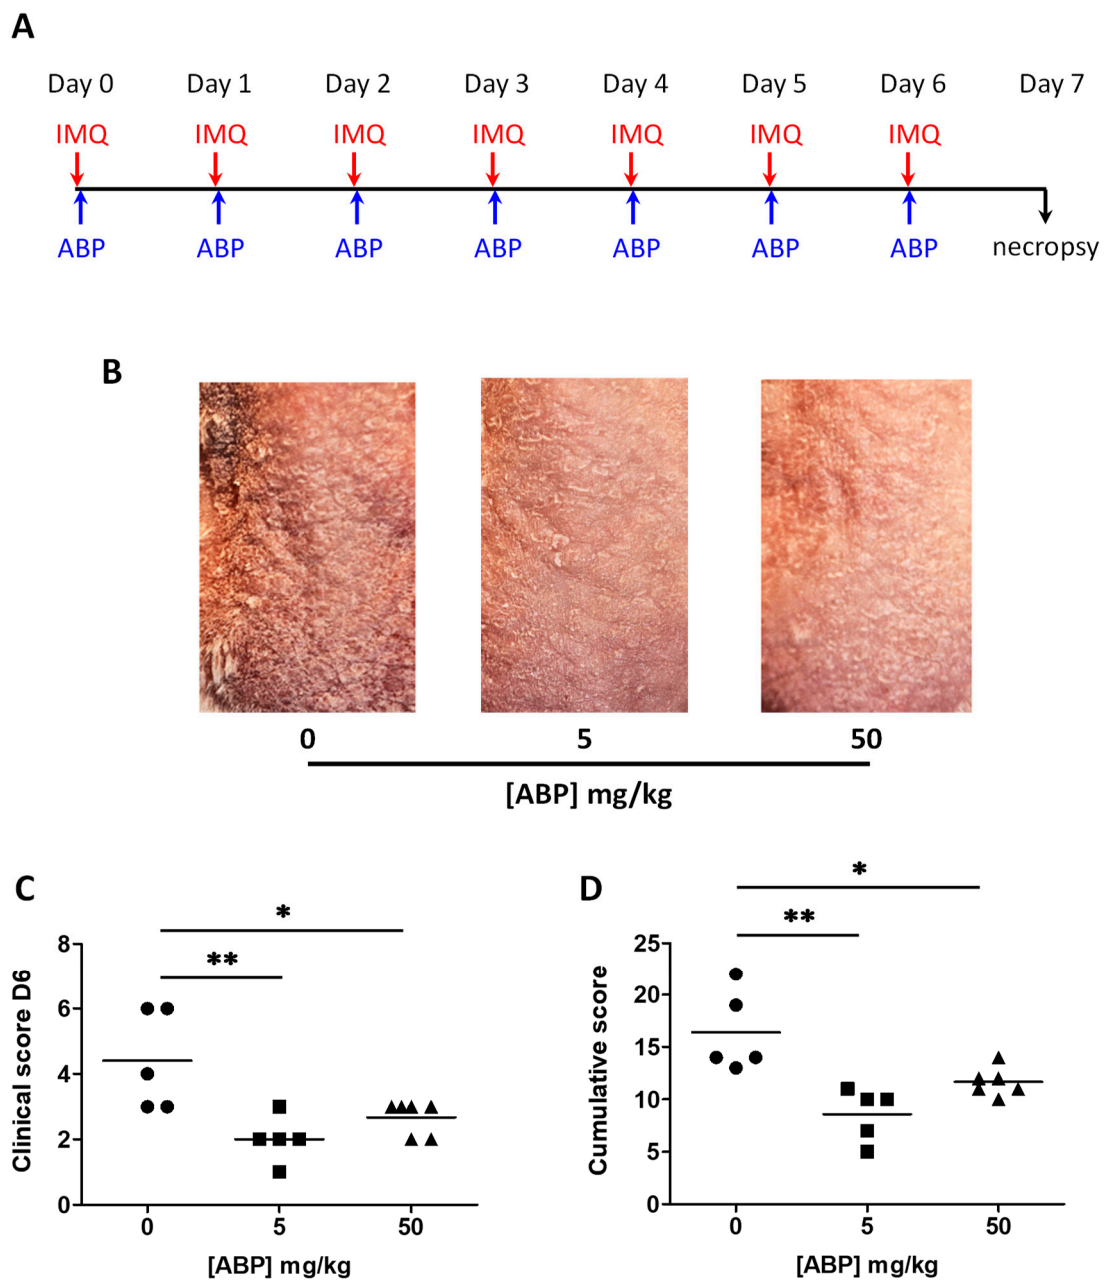 A
Day 0 Day 1 Day 2 Day 3 Day 4 Day 5 Day 6 Day 7
IMQ IMQ IMQ IMQ IMQ IMQ IMQ
ABP ABP ABP ABP ABP ABP ABP necropsy
B
0 5 50
[ABP] mg/kg
C
*
**
Clinical score D6
8
6
4
2
0
0 5 50
[ABP] mg/kg
D
*
**
Cumulative score
25
20
15
10
5
0
0 5 50
[ABP] mg/kg